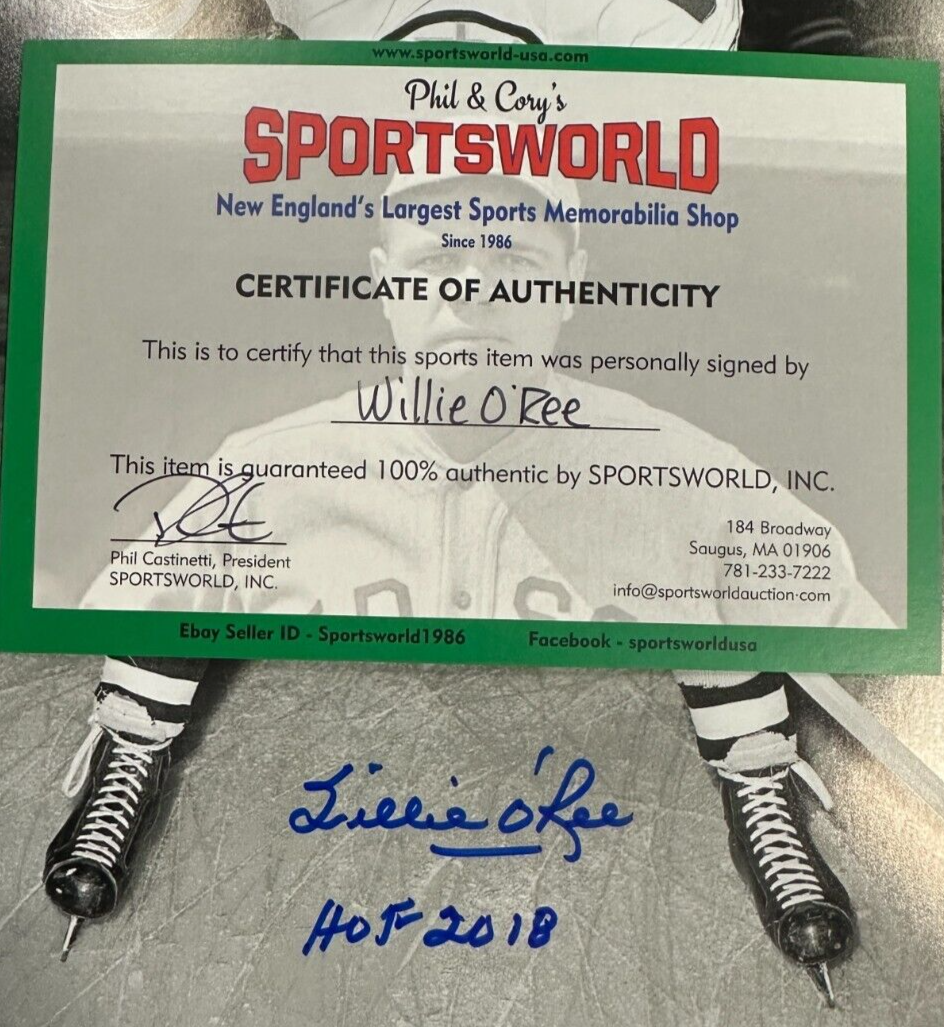 www.sportsworld-usa.com
Phil & Cory's
SPORTSWORLD
New England's Largest Sports Memorabilia Shop
Since 1986
CERTIFICATE OF AUTHENTICITY
This is to certify that this sports item was personally signed by
Willie O'Ree
This item is guaranteed 100% authentic by SPORTSWORLD, INC.
Phil Castinetti, President
SPORTSWORLD, INC.
184 Broadway
Saugus, MA 01906
781-233-7222
info@sportsworldauction.com
Ebay Seller ID - Sportsworld1986
Facebook - sportsworldusa
Willie O'Ree
HOF 2018